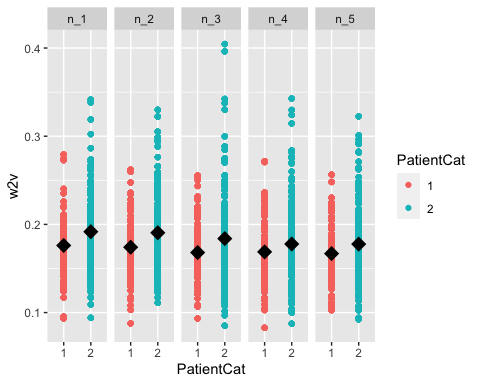 n_1 n_2 n_3 n_4 n_5
0.4
0.3
0.2
0.1
w2v
1 2 1 2 1 2 1 2 1 2
PatientCat
PatientCat
1
2